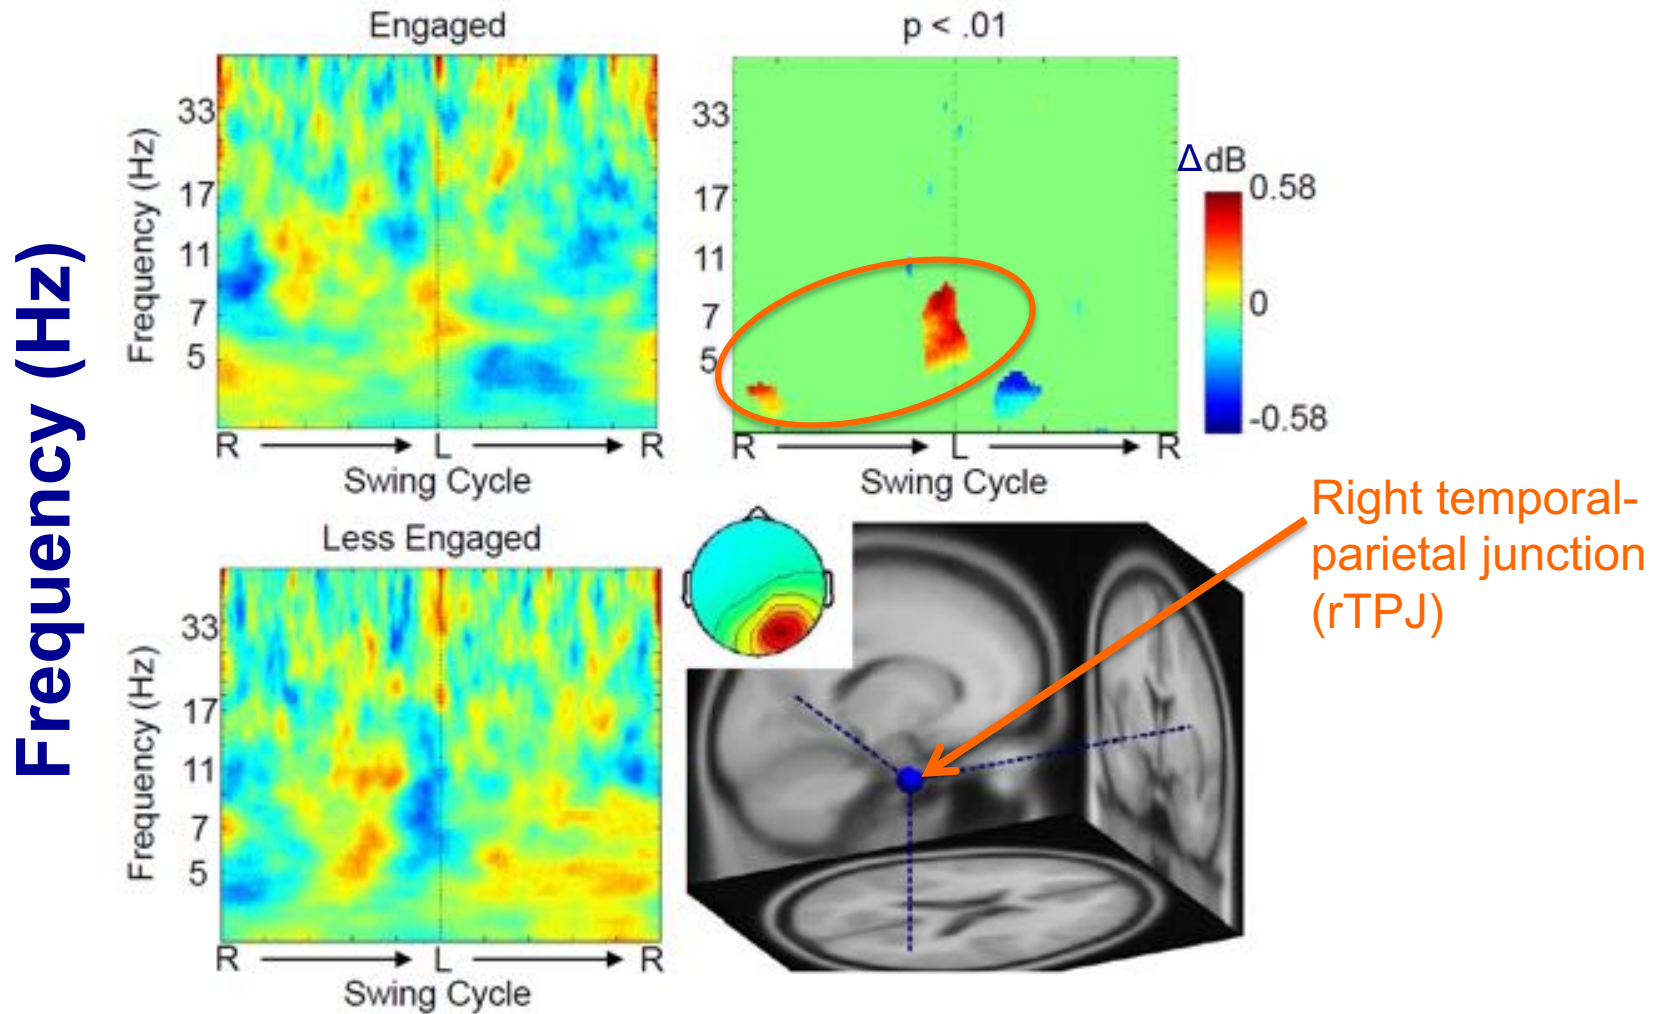 Frequency (Hz)
Engaged
Frequency (Hz)
33
17
11
7
5
R L R
Swing Cycle
p < .01
33
17
11
7
5
R L R
Swing Cycle
ΔdB
0.58
0
-0.58
Less Engaged
Frequency (Hz)
33
17
11
7
5
R L R
Swing Cycle
Right temporal-
parietal junction
(rTPJ)